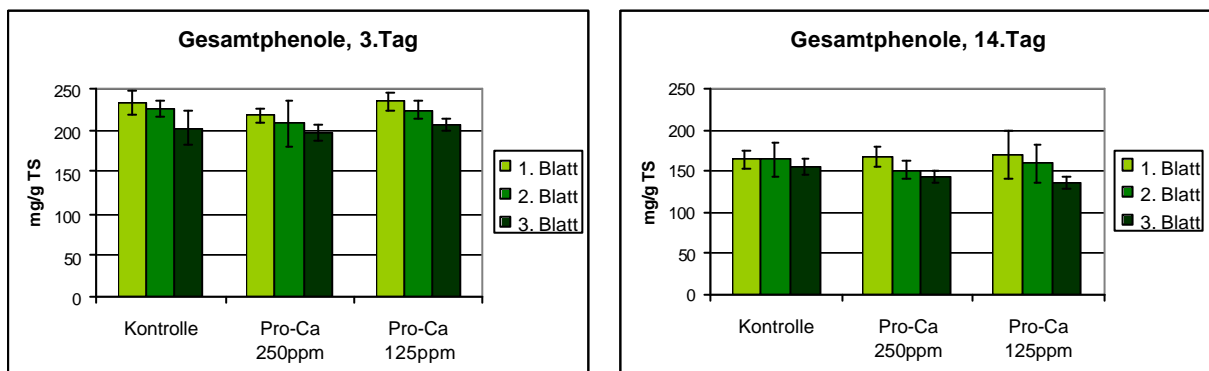 Gesamtphenole, 3.Tag
mg/g TS
250
200
150
100
50
0
Kontrolle
Pro-Ca
250ppm
Pro-Ca
125ppm
1. Blatt
2. Blatt
3. Blatt
Gesamtphenole, 14.Tag
mg/g TS
250
200
150
100
50
0
Kontrolle
Pro-Ca
250ppm
Pro-Ca
125ppm
1. Blatt
2. Blatt
3. Blatt